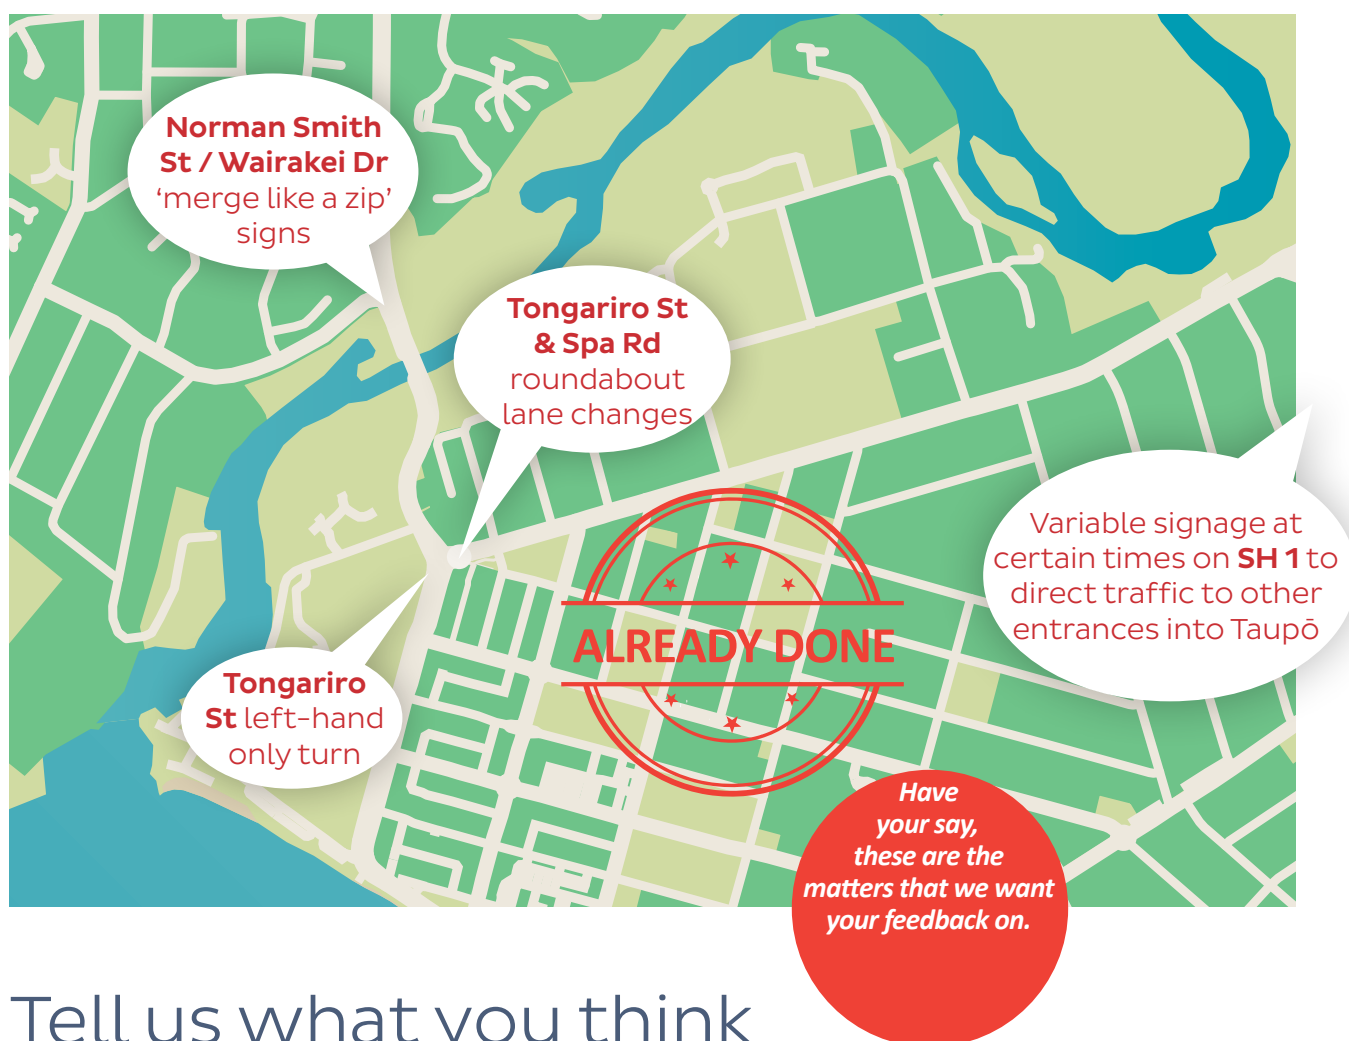 Norman Smith
St / Wairakei Dr
‘merge like a zip’
signs
Tongariro St
& Spa Rd
roundabout
lane changes
Variable signage at
certain times on SH 1 to
direct traffic to other
entrances into Taupō
ALREADY DONE
Tongariro
St left-hand
only turn
Have
your say,
these are the
matters that we want
your feedback on.
Tell us what you think